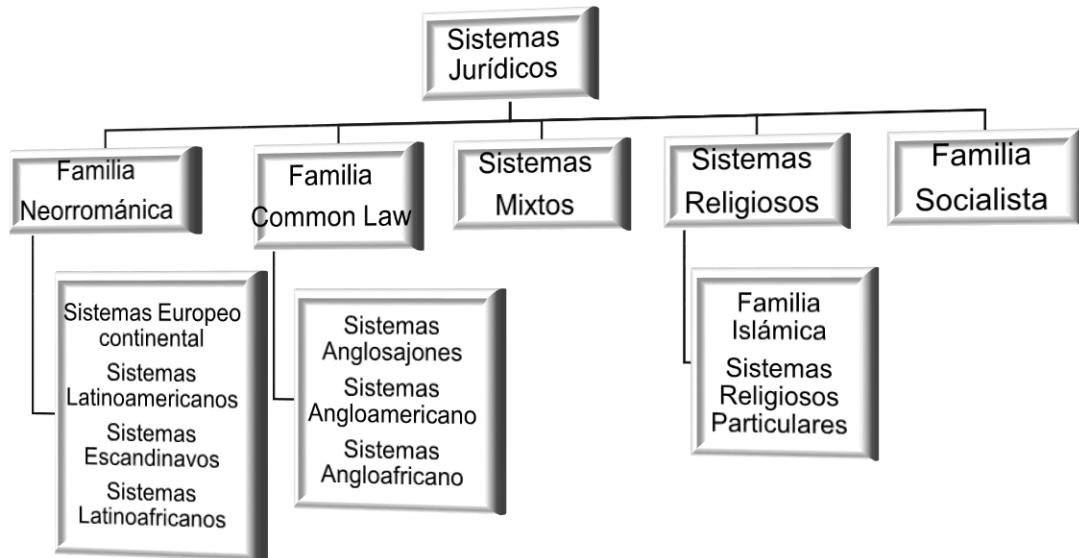 Sistemas
Jurídicos
Familia
Neorrománica
Familia
Common Law
Sistemas
Mixtos
Sistemas
Religiosos
Familia
Socialista
Sistemas Europeo
continental
Sistemas
Latinoamericanos
Sistemas
Escandinavos
Sistemas
Latinoafricanos
Sistemas
Anglosajones
Sistemas
Angloamericano
Sistemas
Angloafricano
Familia
Islámica
Sistemas
Religiosos
Particulares